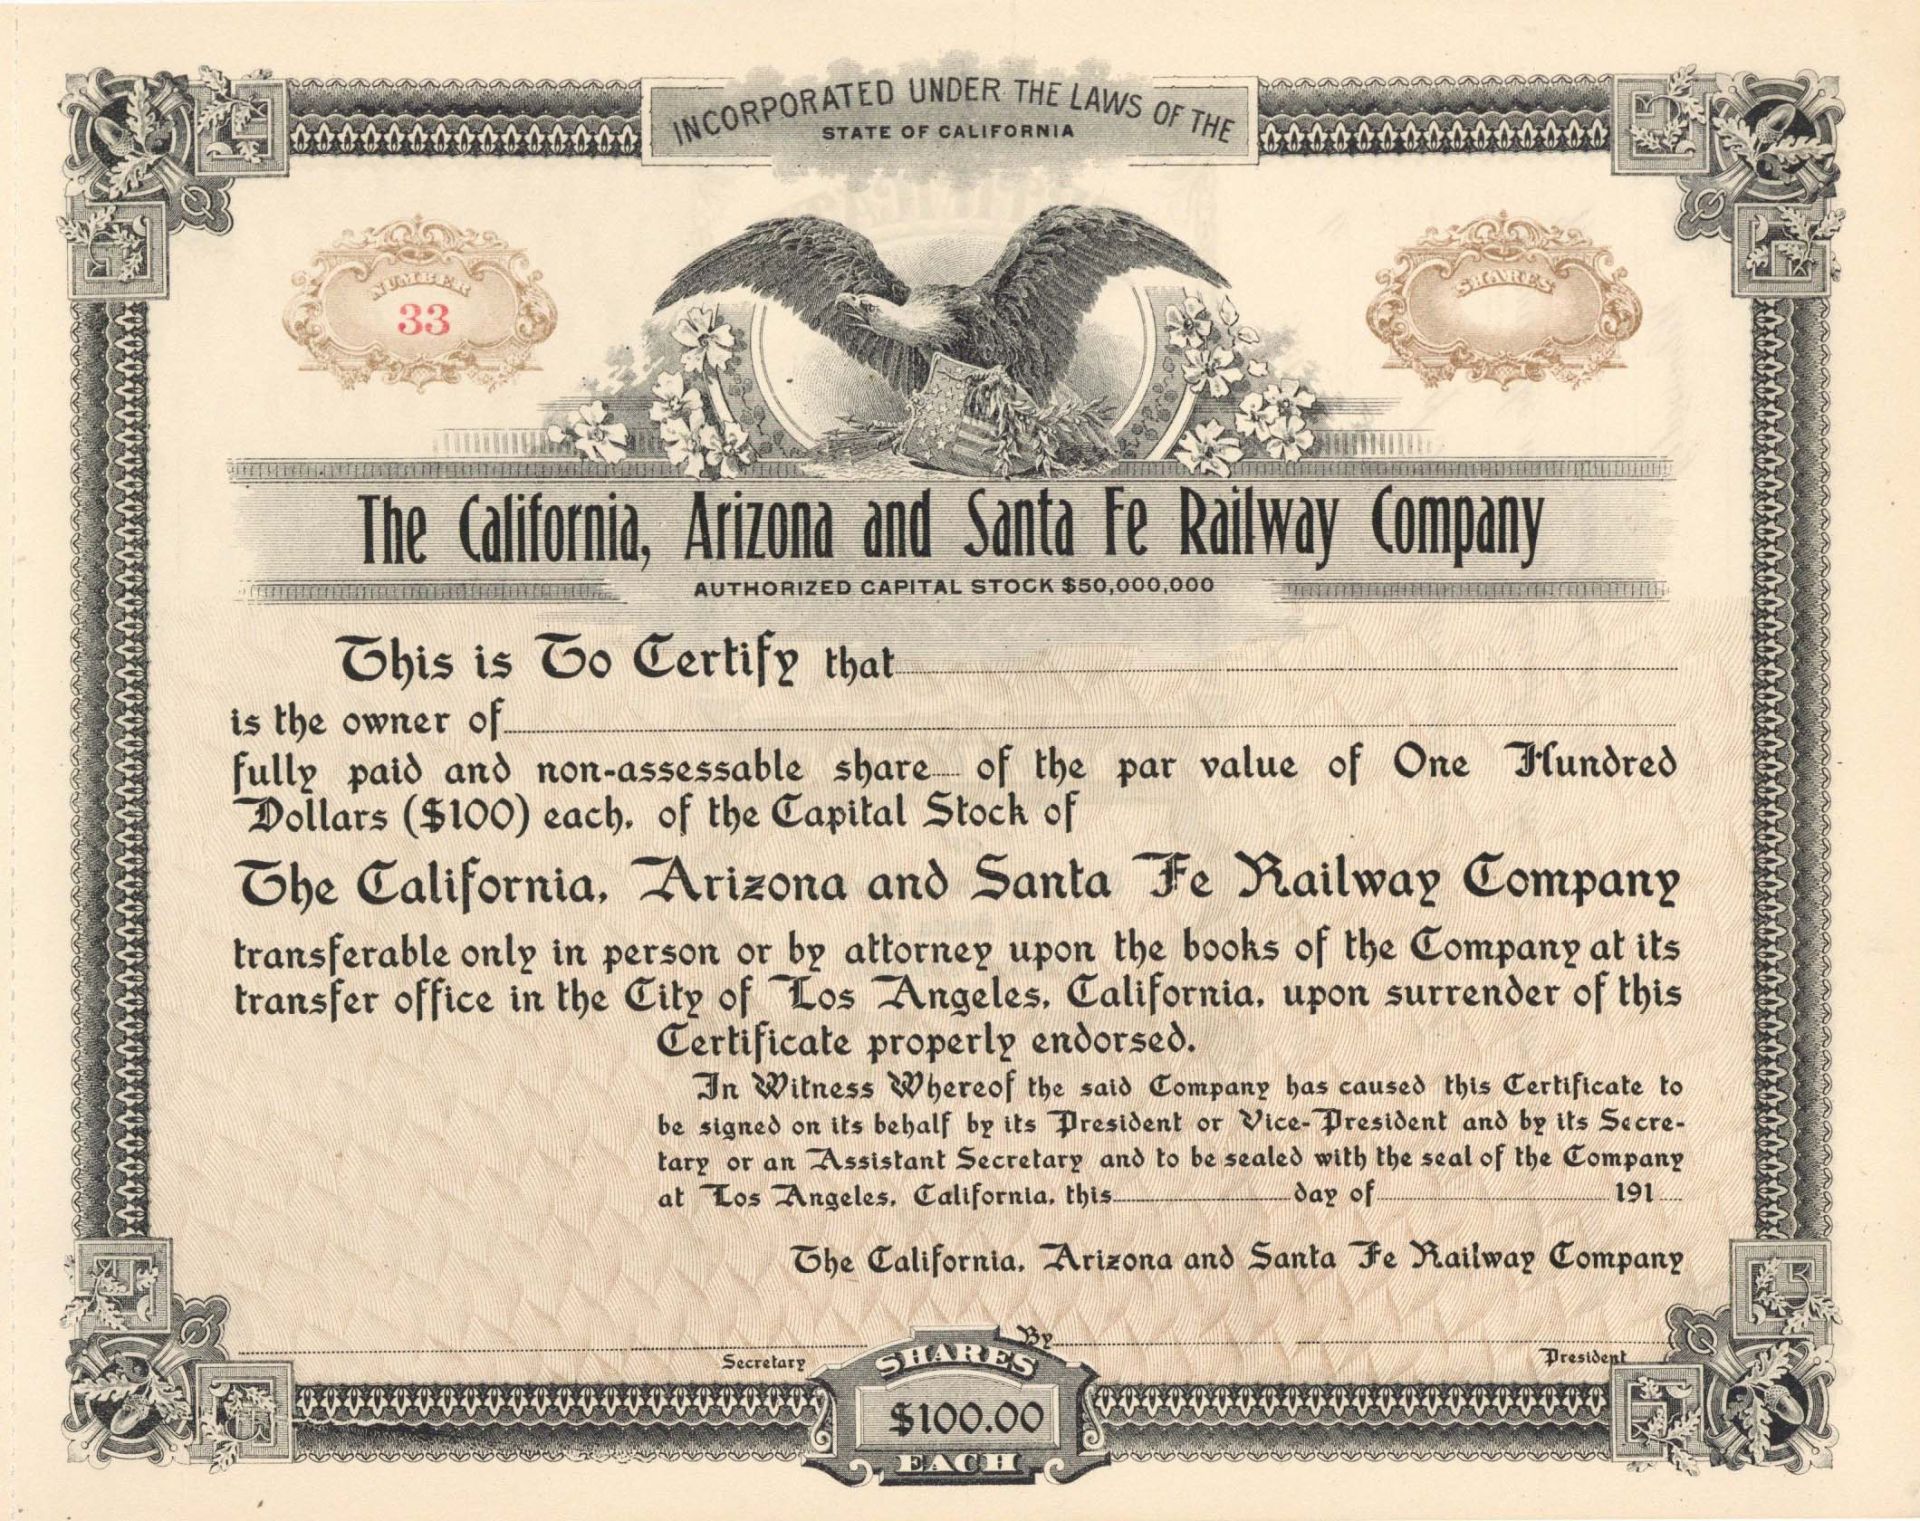 INCORPORATED UNDER THE LAWS OF THE
STATE OF CALIFORNIA
NUMBER
33
SHARES
The California, Arizona and Santa Fe Railway Company
AUTHORIZED CAPITAL STOCK $50,000,000
This is To Certify that
is the owner of
fully paid and non-assessable share of the par value of One Hundred
Dollars ($100) each, of the Capital Stock of
The California, Arizona and Santa Fe Railway Company
transferable only in person or by attorney upon the books of the Company at its
transfer office in the City of Los Angeles, California, upon surrender of this
Certificate properly endorsed.
In Witness Whereof the said Company has caused this Certificate to
be signed on its behalf by its President or Vice-President and by its Secre-
tary or an Assistant Secretary and to be sealed with the seal of the Company
at Los Angeles, California, this day of 191
The California, Arizona and Santa Fe Railway Company
By
Secretary
President
SHARES
$100.00
EACH